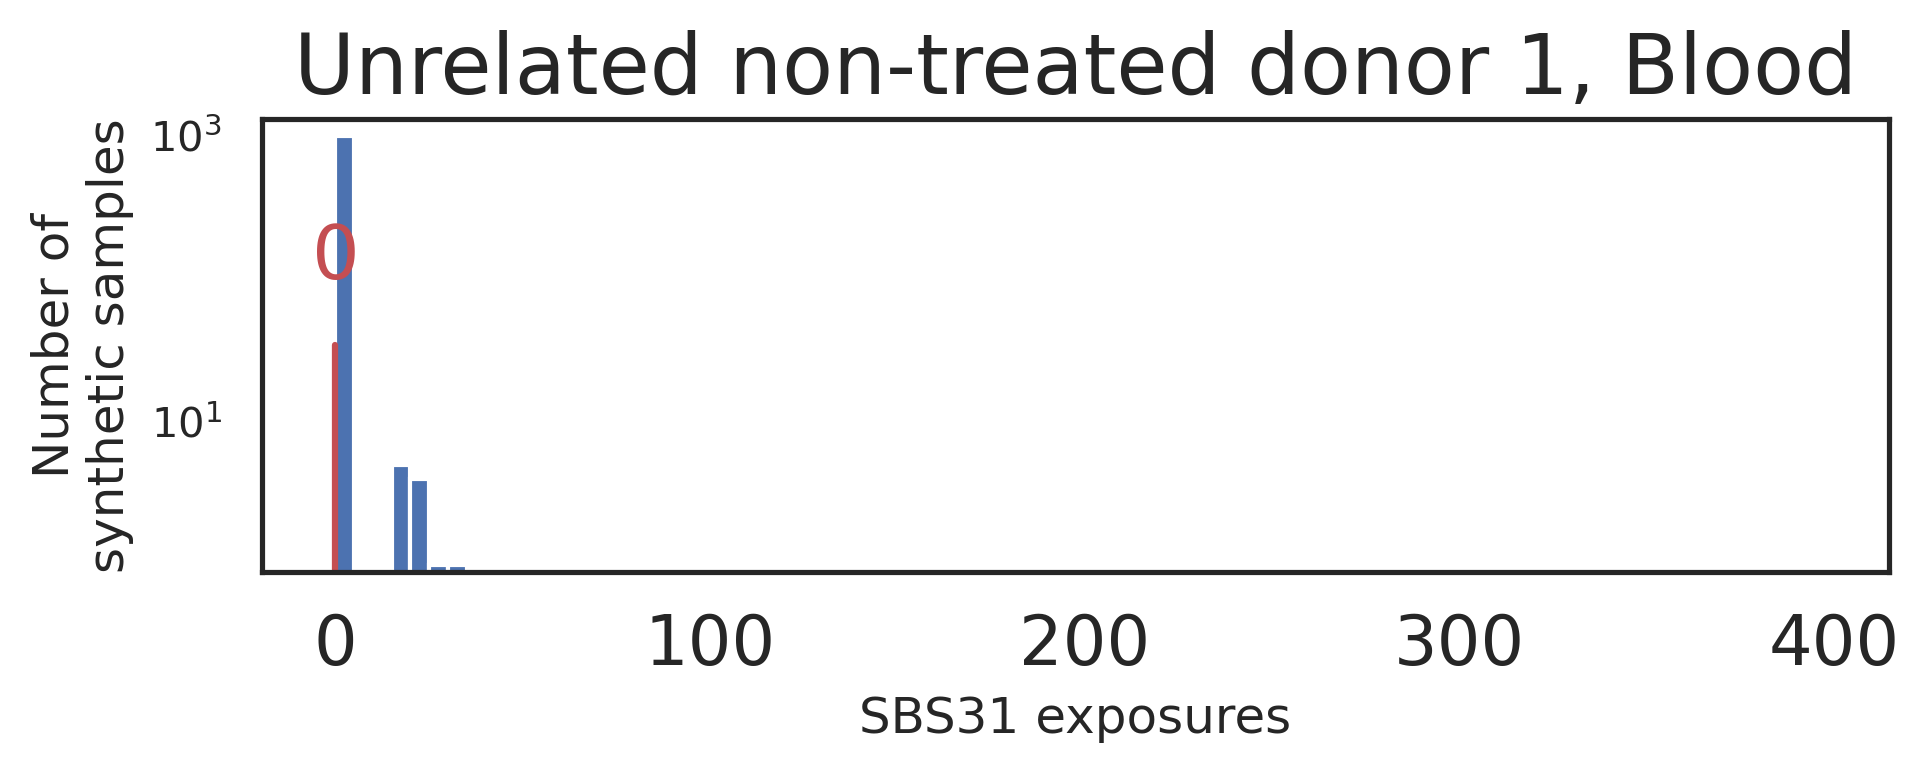 Unrelated non-treated donor 1, Blood
Number of
synthetic samples
10³
10¹
0
0
100
200
300
400
SBS31 exposures